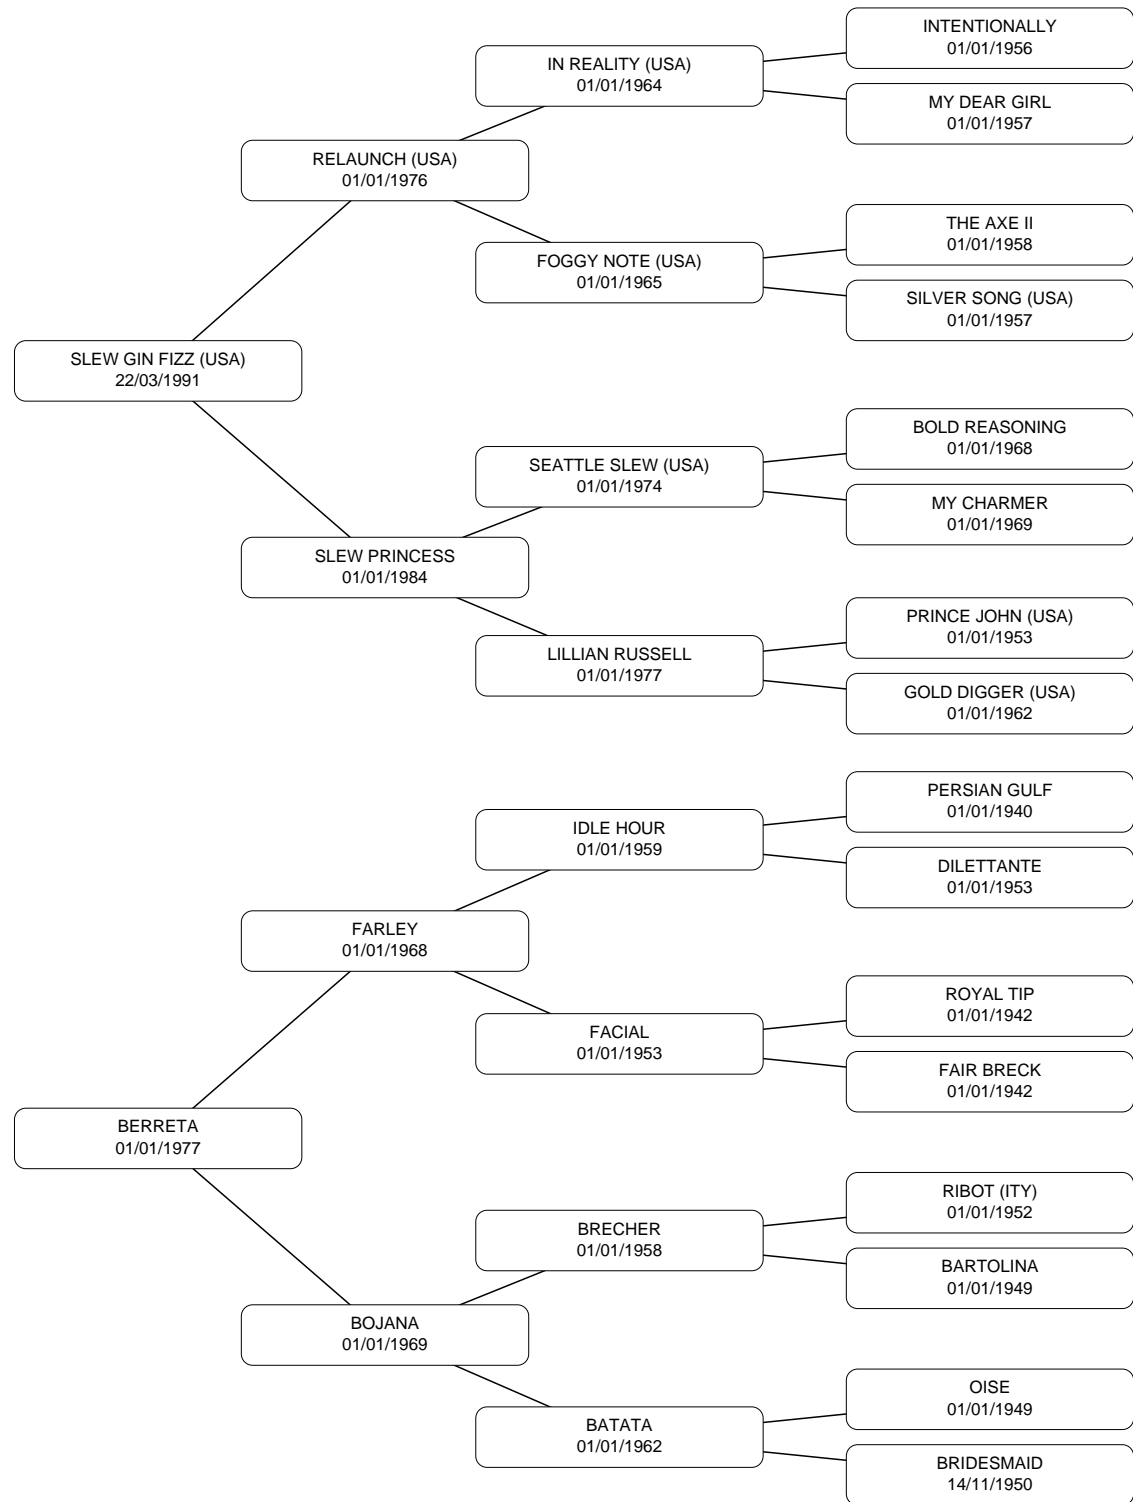 INTENTIONALLY
01/01/1956
IN REALITY (USA)
01/01/1964
MY DEAR GIRL
01/01/1957
RELAUNCH (USA)
01/01/1976
THE AXE II
01/01/1958
FOGGY NOTE (USA)
01/01/1965
SILVER SONG (USA)
01/01/1957
SLEW GIN FIZZ (USA)
22/03/1991
BOLD REASONING
01/01/1968
SEATTLE SLEW (USA)
01/01/1974
MY CHARMER
01/01/1969
SLEW PRINCESS
01/01/1984
PRINCE JOHN (USA)
01/01/1953
LILLIAN RUSSELL
01/01/1977
GOLD DIGGER (USA)
01/01/1962
PERSIAN GULF
01/01/1940
IDLE HOUR
01/01/1959
DILETTANTE
01/01/1953
FARLEY
01/01/1968
ROYAL TIP
01/01/1942
FACIAL
01/01/1953
FAIR BRECK
01/01/1942
BERRETA
01/01/1977
RIBOT (ITY)
01/01/1952
BRECHER
01/01/1958
BARTOLINA
01/01/1949
BOJANA
01/01/1969
OISE
01/01/1949
BATATA
01/01/1962
BRIDESMAID
14/11/1950